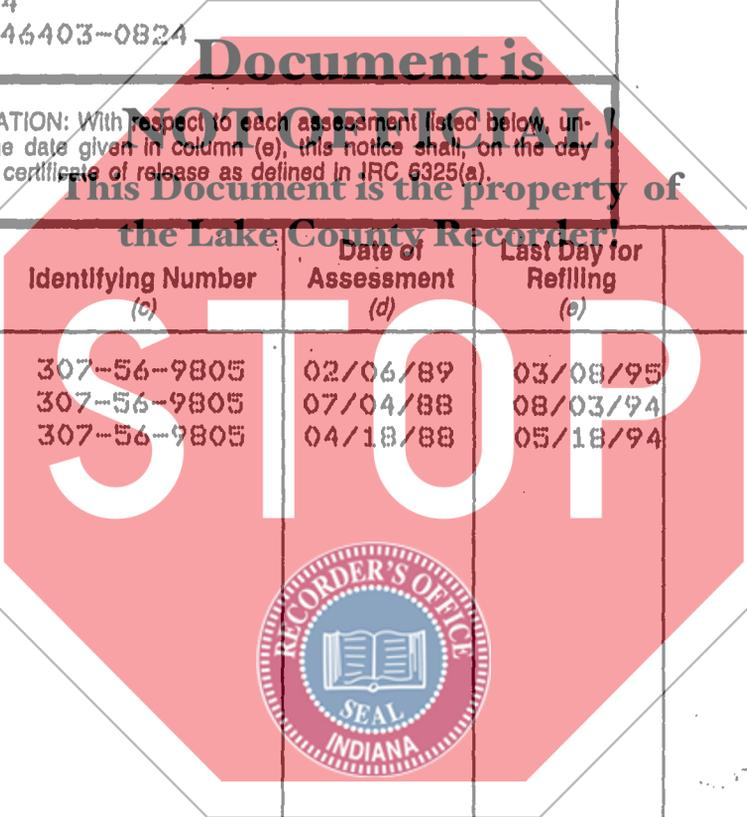 4
46403-0824
Document is
NOT OFFICIAL!
This Document is the property of
the Lake County Recorder!
ATION: With respect to each assessment listed below, un-
e date given in column (e), this notice shall, on the day
certificate of release as defined in IRC 6325(a).
Identifying Number
(c)
Date of
Assessment
(d)
Last Day for
Refiling
(e)
307-56-9805 02/06/89 03/08/95
307-56-9805 07/04/88 08/03/94
307-56-9805 04/18/88 05/18/94
STOP
RECORDER'S OFFICE
SEAL
INDIANA